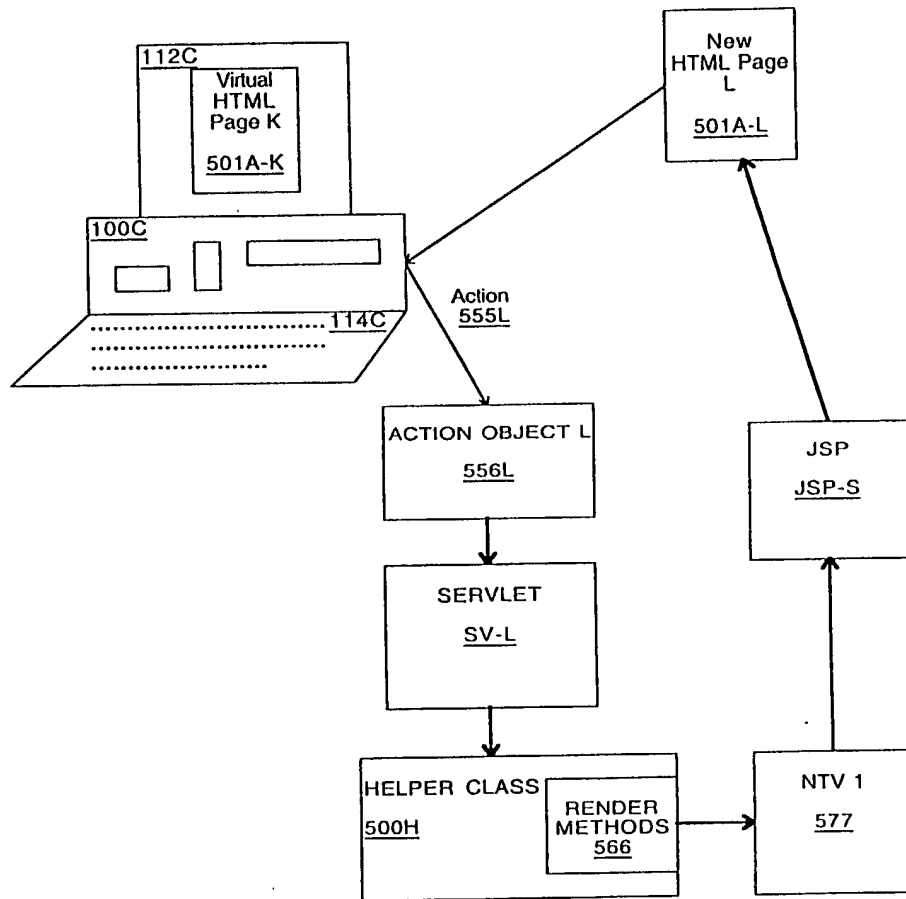 112C
Virtual
HTML
Page K
501A-K
New
HTML Page
L
501A-L
100C
114C
Action
555L
ACTION OBJECT L
556L
JSP
JSP-S
SERVLET
SV-L
HELPER CLASS
500H
RENDER
METHODS
566
NTV 1
577